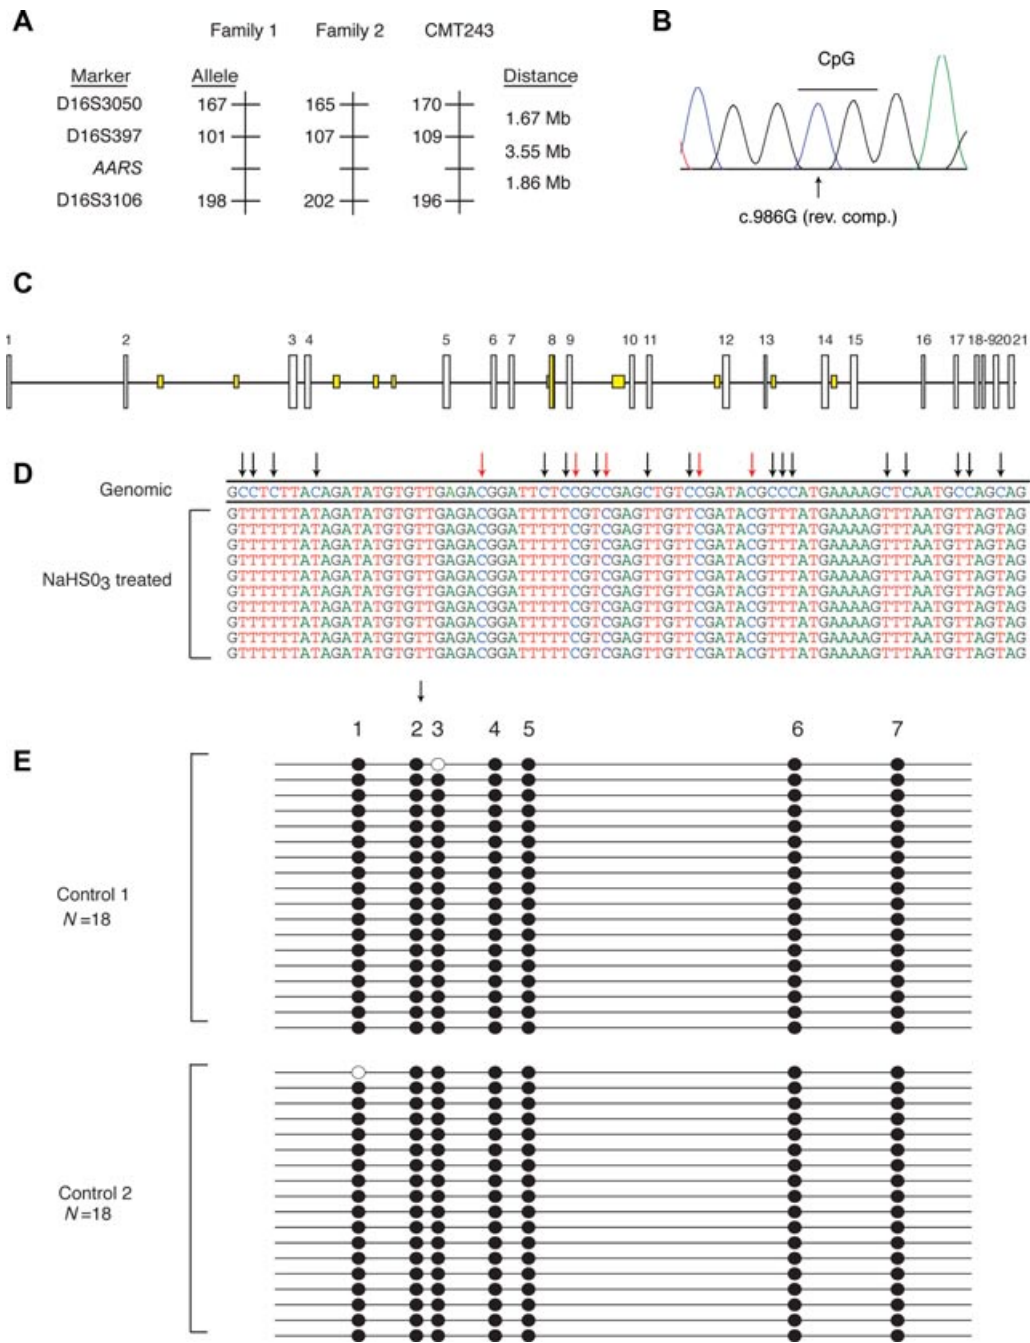 A
B
Family 1 Family 2 CMT243
Marker Allele Distance
D16S3050 167 165 170
1.67 Mb
D16S397 101 107 109
3.55 Mb
AARS
1.86 Mb
D16S3106 198 202 196
CpG
c.986G (rev. comp.)
C
1 2 3 4 5 6 7 8 9 10 11 12 13 14 15 16 17 18-19 20 21
D
Genomic GCCTCTTACAGATATGTGTTGAGACGGATTCTCCGCCGAGCTGTCCGATACGCCCATGAAAAGCTCAATGCCAGCAG
NaHSO3 treated
GTTTTTTATAGATATGTGTTGAGACGGATTTTTCGTCGAGTTGTTCGATACGTTTATGAAAAGTTTAATGTTAGTAG
GTTTTTTATAGATATGTGTTGAGACGGATTTTTCGTCGAGTTGTTCGATACGTTTATGAAAAGTTTAATGTTAGTAG
GTTTTTTATAGATATGTGTTGAGACGGATTTTTCGTCGAGTTGTTCGATACGTTTATGAAAAGTTTAATGTTAGTAG
GTTTTTTATAGATATGTGTTGAGACGGATTTTTCGTCGAGTTGTTCGATACGTTTATGAAAAGTTTAATGTTAGTAG
GTTTTTTATAGATATGTGTTGAGACGGATTTTTCGTCGAGTTGTTCGATACGTTTATGAAAAGTTTAATGTTAGTAG
GTTTTTTATAGATATGTGTTGAGACGGATTTTTCGTCGAGTTGTTCGATACGTTTATGAAAAGTTTAATGTTAGTAG
GTTTTTTATAGATATGTGTTGAGACGGATTTTTCGTCGAGTTGTTCGATACGTTTATGAAAAGTTTAATGTTAGTAG
GTTTTTTATAGATATGTGTTGAGACGGATTTTTCGTCGAGTTGTTCGATACGTTTATGAAAAGTTTAATGTTAGTAG
GTTTTTTATAGATATGTGTTGAGACGGATTTTTCGTCGAGTTGTTCGATACGTTTATGAAAAGTTTAATGTTAGTAG
GTTTTTTATAGATATGTGTTGAGACGGATTTTTCGTCGAGTTGTTCGATACGTTTATGAAAAGTTTAATGTTAGTAG
1 2 3 4 5 6 7
E
Control 1
N=18
Control 2
N=18